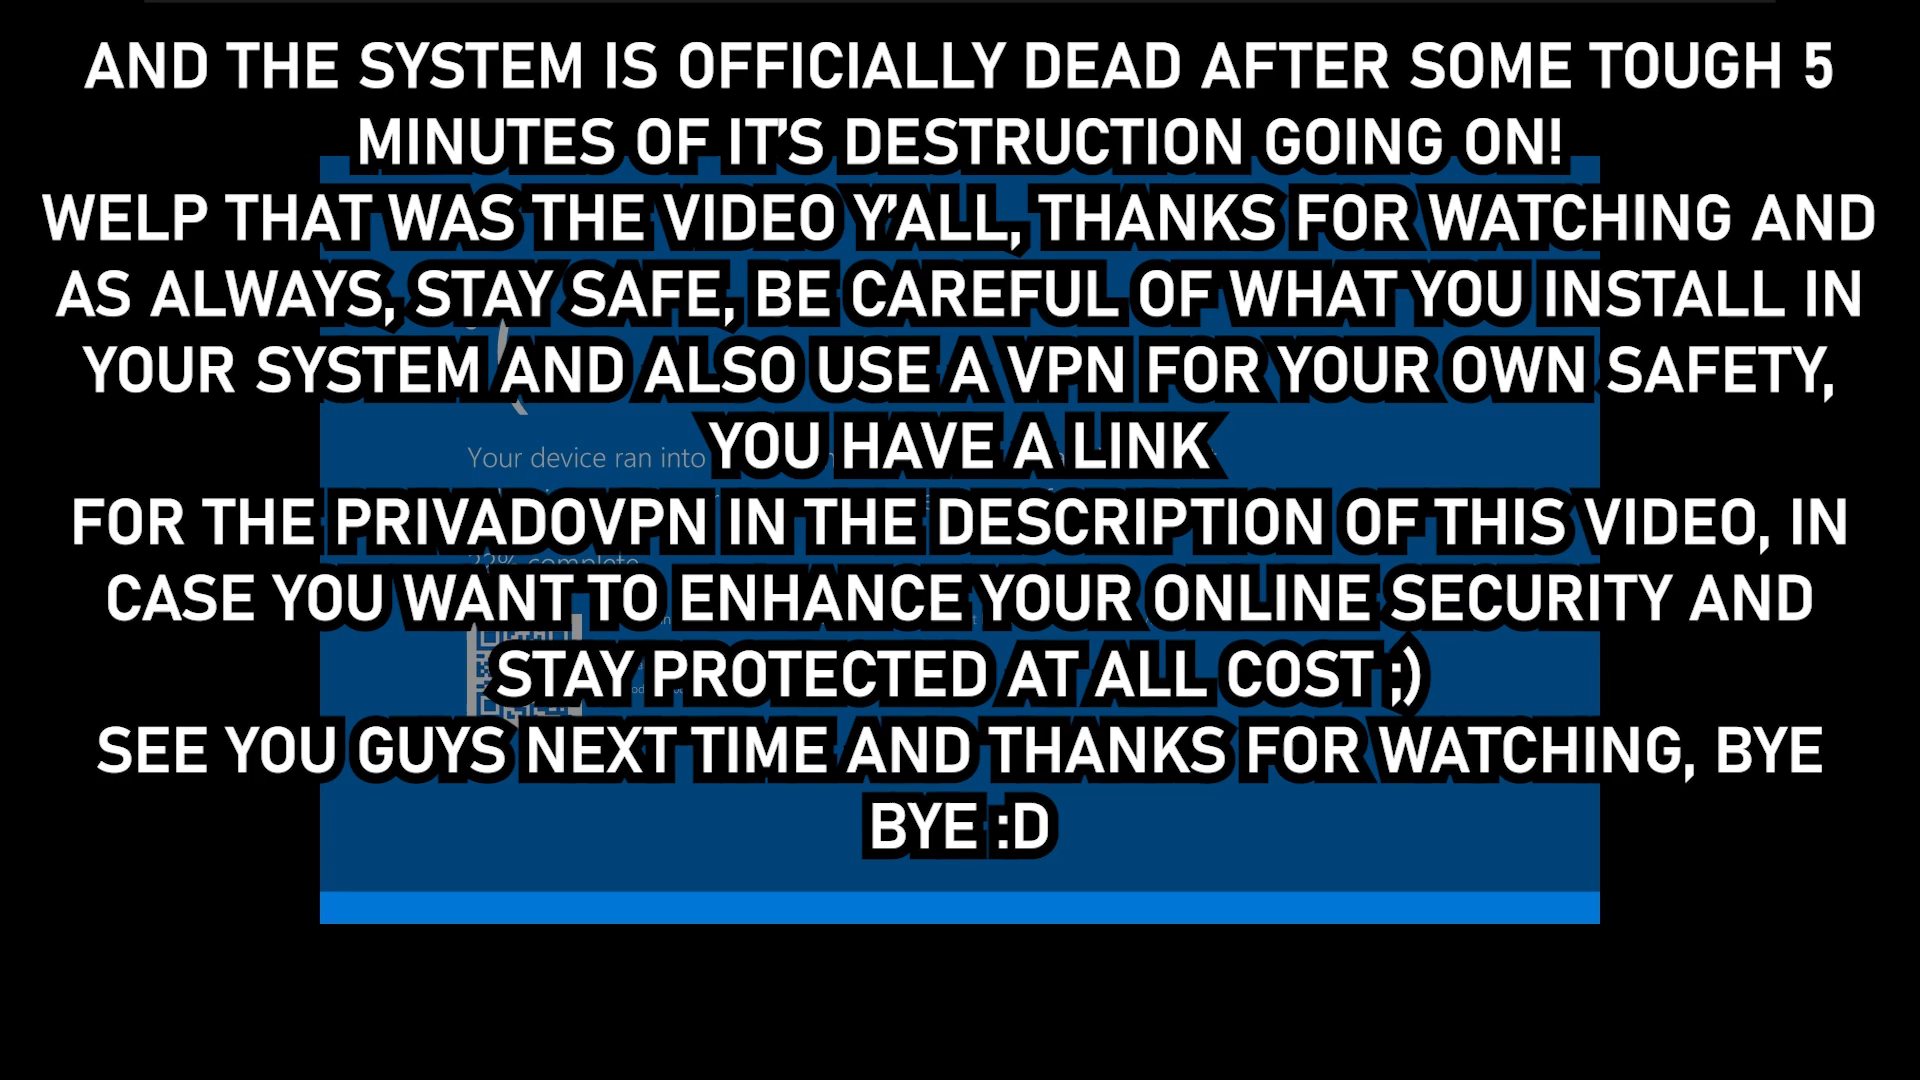 AND THE SYSTEM IS OFFICIALLY DEAD AFTER SOME TOUGH 5
MINUTES OF IT'S DESTRUCTION GOING ON!
WELP THAT WAS THE VIDEO Y'ALL, THANKS FOR WATCHING AND
AS ALWAYS, STAY SAFE, BE CAREFUL OF WHAT YOU INSTALL IN
YOUR SYSTEM AND ALSO USE A VPN FOR YOUR OWN SAFETY,
YOU HAVE A LINK
Your device ran into
FOR THE PRIVADOVPN IN THE DESCRIPTION OF THIS VIDEO, IN
complete
CASE YOU WANT TO ENHANCE YOUR ONLINE SECURITY AND
STAY PROTECTED AT ALL COST ;)
SEE YOU GUYS NEXT TIME AND THANKS FOR WATCHING, BYE
BYE :D